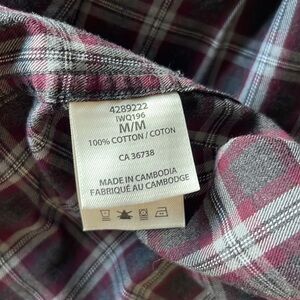 4289222
IWQ196
M/M
100% COTTON / COTON
CA 36738
MADE IN CAMBODIA
FABRIQUÉ AU CAMBODGE